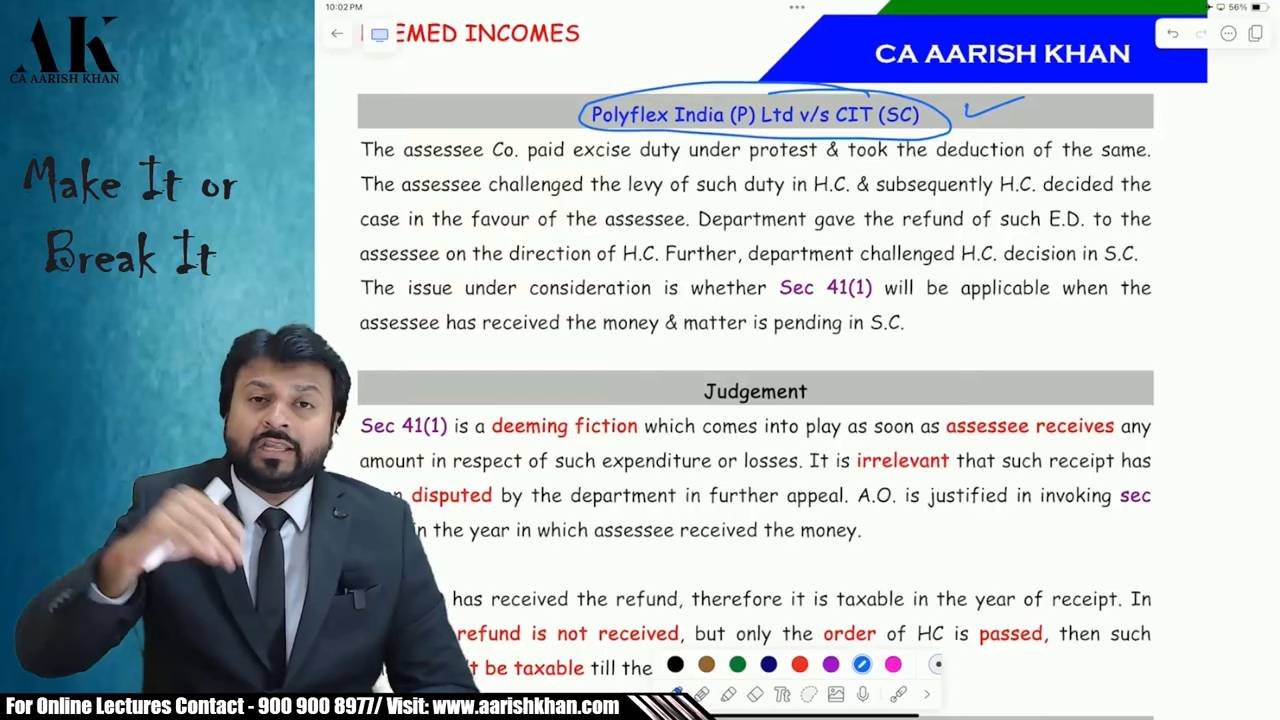 10:02PM
56%
EMED INCOMES
CA AARISH KHAN
AK
CA AARISH KHAN
Make It or
Break It
Polyflex India (P) Ltd v/s CIT (SC)
The assessee Co. paid excise duty under protest & took the deduction of the same.
The assessee challenged the levy of such duty in H.C. & subsequently H.C. decided the
case in the favour of the assessee. Department gave the refund of such E.D. to the
assessee on the direction of H.C. Further, department challenged H.C. decision in S.C.
The issue under consideration is whether Sec 41(1) will be applicable when the
assessee has received the money & matter is pending in S.C.
Judgement
Sec 41(1) is a deeming fiction which comes into play as soon as assessee receives any
amount in respect of such expenditure or losses. It is irrelevant that such receipt has
disputed by the department in further appeal. A.O. is justified in invoking sec
in the year in which assessee received the money.
has received the refund, therefore it is taxable in the year of receipt. In
refund is not received, but only the order of HC is passed, then such
be taxable till the
Tt
For Online Lectures Contact - 900 900 8977/ Visit: www.aarishkhan.com